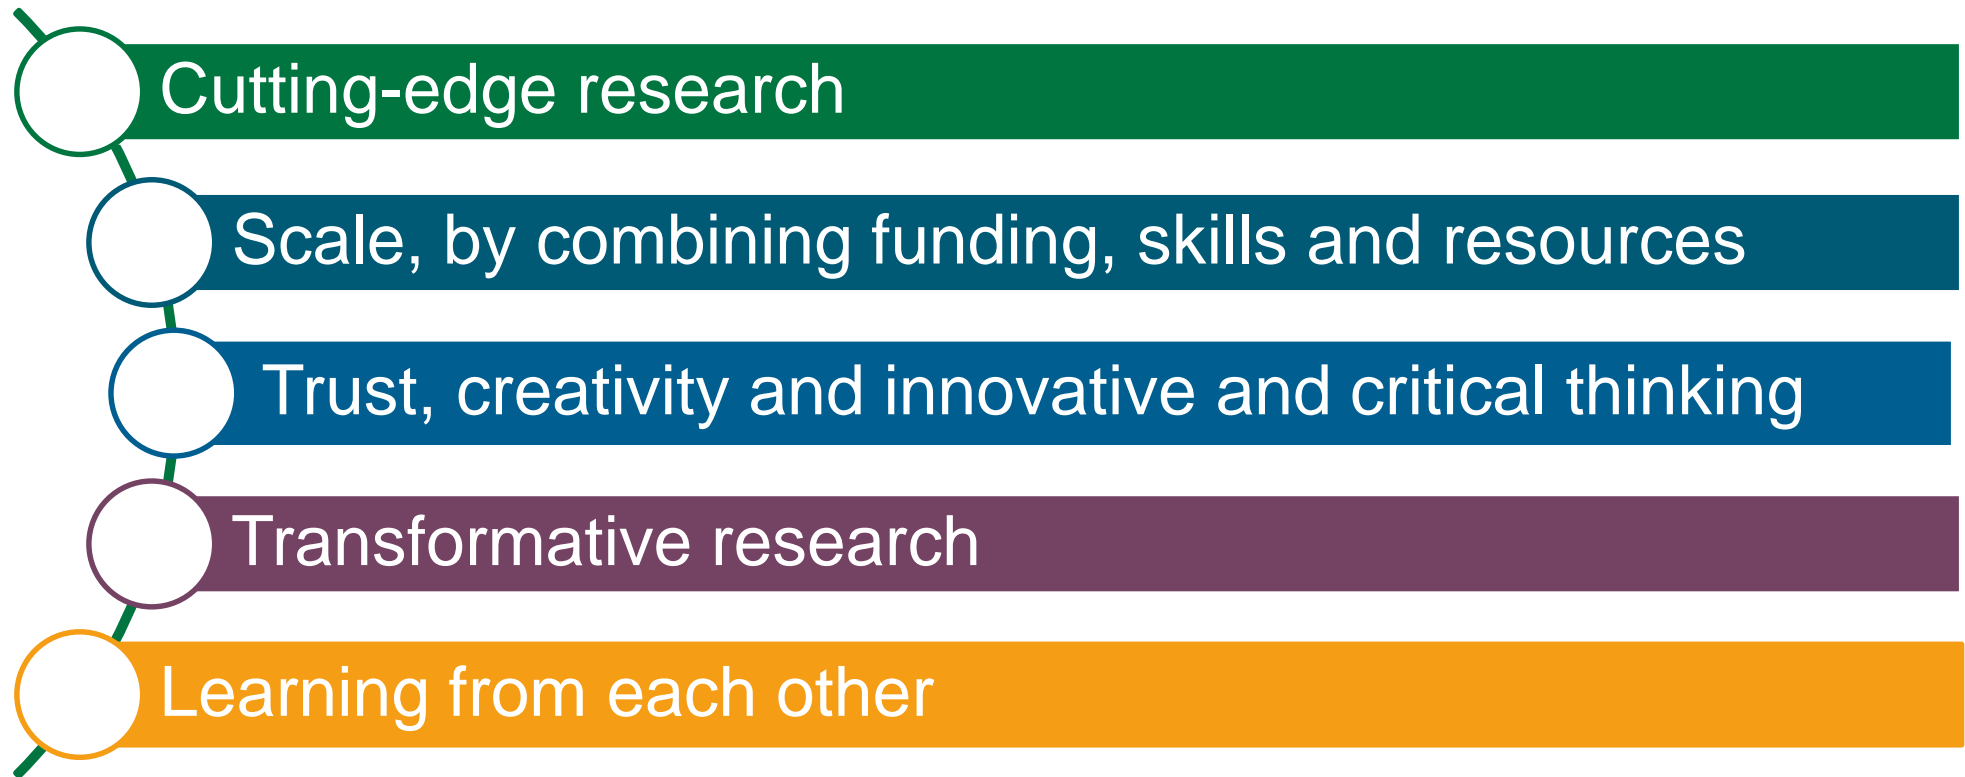 Cutting-edge research
Scale, by combining funding, skills and resources
Trust, creativity and innovative and critical thinking
Transformative research
Learning from each other